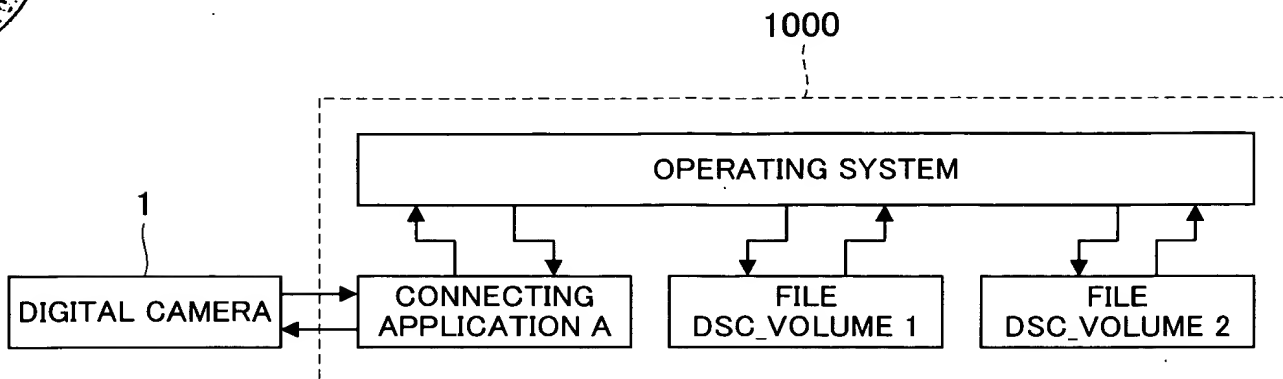 1000
OPERATING SYSTEM
1
DIGITAL CAMERA
CONNECTING
APPLICATION A
FILE
DSC_VOLUME 1
FILE
DSC_VOLUME 2